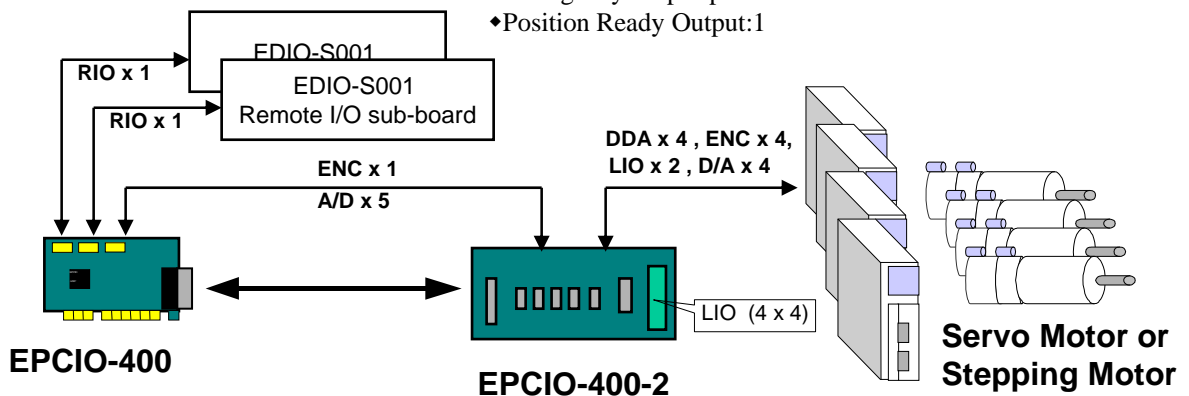 ◆Position Ready Output:1
EDIO-S001
RIO x 1
EDIO-S001
Remote I/O sub-board
RIO x 1
DDA x 4 , ENC x 4,
LIO x 2 , D/A x 4
ENC x 1
A/D x 5
LIO (4 x 4)
EPCIO-400
EPCIO-400-2
Servo Motor or
Stepping Motor